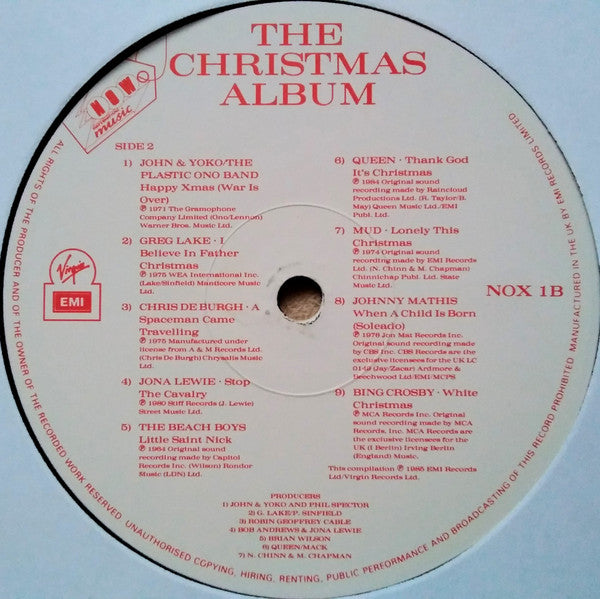 THE
CHRISTMAS
ALBUM
NOW
music
SIDE 2
1) JOHN & YOKO/THE
PLASTIC ONO BAND
Happy Xmas (War Is
Over)
℗ 1971 The Gramophone
Company Limited (Ono/Lennon)
Warner Bros. Music Ltd.
2) GREG LAKE · I
Believe In Father
Christmas
℗ 1975 WEA International Inc.
(Lake/Sinfield) Manticore Music
Ltd.
3) CHRIS DE BURGH · A
Spaceman Came
Travelling
℗ 1975 Manufactured under
license from A & M Records Ltd.
(Chris De Burgh) Chrysalis Music
Ltd.
4) JONA LEWIE · Stop
The Cavalry
℗ 1980 Stiff Records (J. Lewie)
Street Music Ltd.
5) THE BEACH BOYS
Little Saint Nick
℗ 1964 Original sound
recording made by Capitol
Records Inc. (Wilson) Rondor
Music (LDN) Ltd.
6) QUEEN · Thank God
It's Christmas
℗ 1984 Original sound
recording made by Raincloud
Productions Ltd. (R. Taylor/B.
May) Queen Music Ltd./EMI
Publ. Ltd.
7) MUD · Lonely This
Christmas
℗ 1974 Original sound
recording made by EMI Records
Ltd. (N. Chinn & M. Chapman)
Chinnichap Publ. Ltd. State
Music Ltd.
8) JOHNNY MATHIS
When A Child Is Born
(Soleado)
℗ 1976 Jon Mat Records Inc.
Original sound recording made
by CBS Inc. CBS Records are the
exclusive licensees for the UK LC
0149 (Jay/Zacar) Ardmore &
Beechwood Ltd/EMI/MCPS
9) BING CROSBY · White
Christmas
℗ MCA Records Inc. Original
sound recording made by MCA
Records Inc. MCA Records are
the exclusive licensees for the
UK (I Berlin) Irving Berlin
(England) Music.
This compilation ℗ 1985 EMI Records
Ltd/Virgin Records Ltd.
Virgin
EMI
NOX 1B
PRODUCERS
1) JOHN & YOKO AND PHIL SPECTOR
2) G. LAKE/P. SINFIELD
3) ROBIN GEOFFREY CABLE
4) BOB ANDREWS & JONA LEWIE
5) BRIAN WILSON
6) QUEEN/MACK
7) N. CHINN & M. CHAPMAN
ALL RIGHTS OF THE PRODUCER AND OF THE OWNER OF THE RECORDED WORK RESERVED. UNAUTHORISED COPYING, HIRING, RENTING, PUBLIC PERFORMANCE AND BROADCASTING OF THIS RECORD PROHIBITED. MANUFACTURED IN THE UK BY EMI RECORDS LIMITED